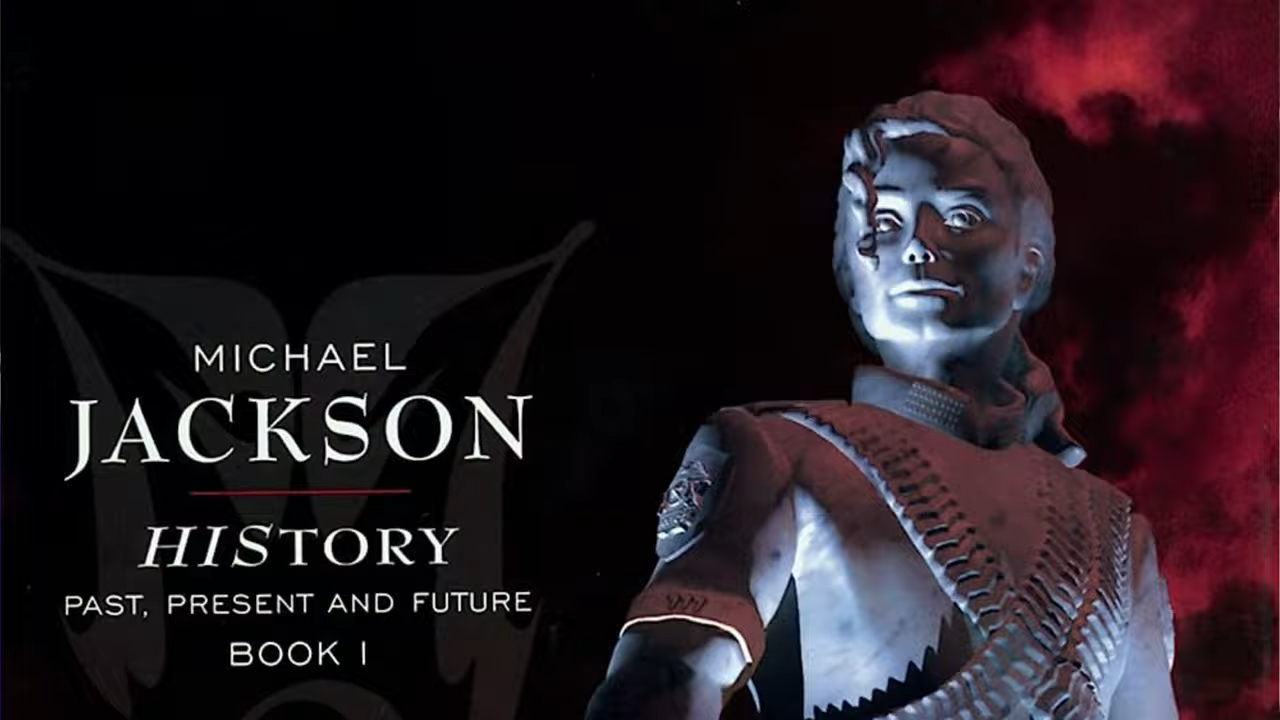 MICHAEL
JACKSON
HISTORY
PAST, PRESENT AND FUTURE
BOOK I